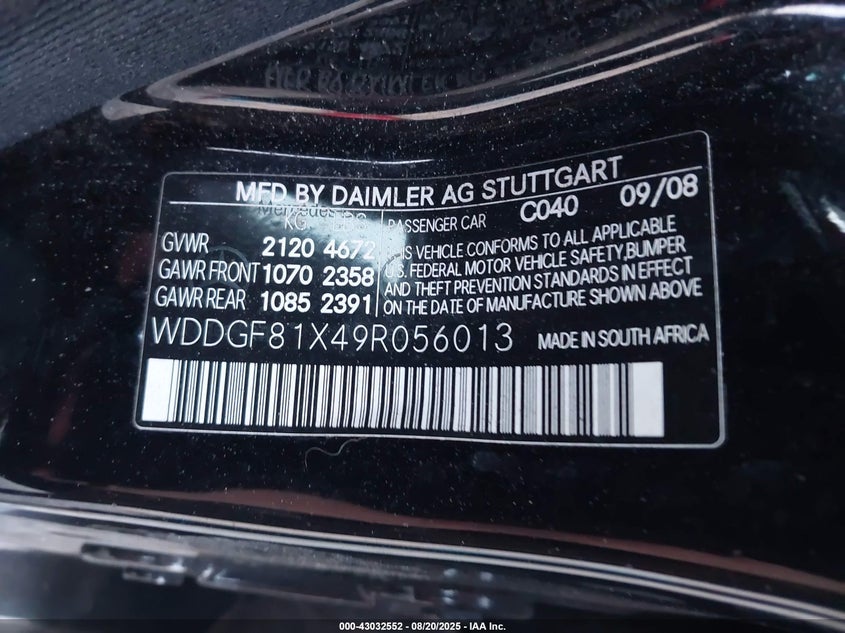 MFD BY DAIMLER AG STUTTGART
Mercedes
KG LBS PASSENGER CAR C040 09/08
GVWR 2120 4672
GAWR FRONT 1070 2358
GAWR REAR 1085 2391
THIS VEHICLE CONFORMS TO ALL APPLICABLE
U.S. FEDERAL MOTOR VEHICLE SAFETY,BUMPER
AND THEFT PREVENTION STANDARDS IN EFFECT
ON THE DATE OF MANUFACTURE SHOWN ABOVE
WDDGF81X49R056013 MADE IN SOUTH AFRICA
000-43032552 - 08/20/2025 - IAA Inc.